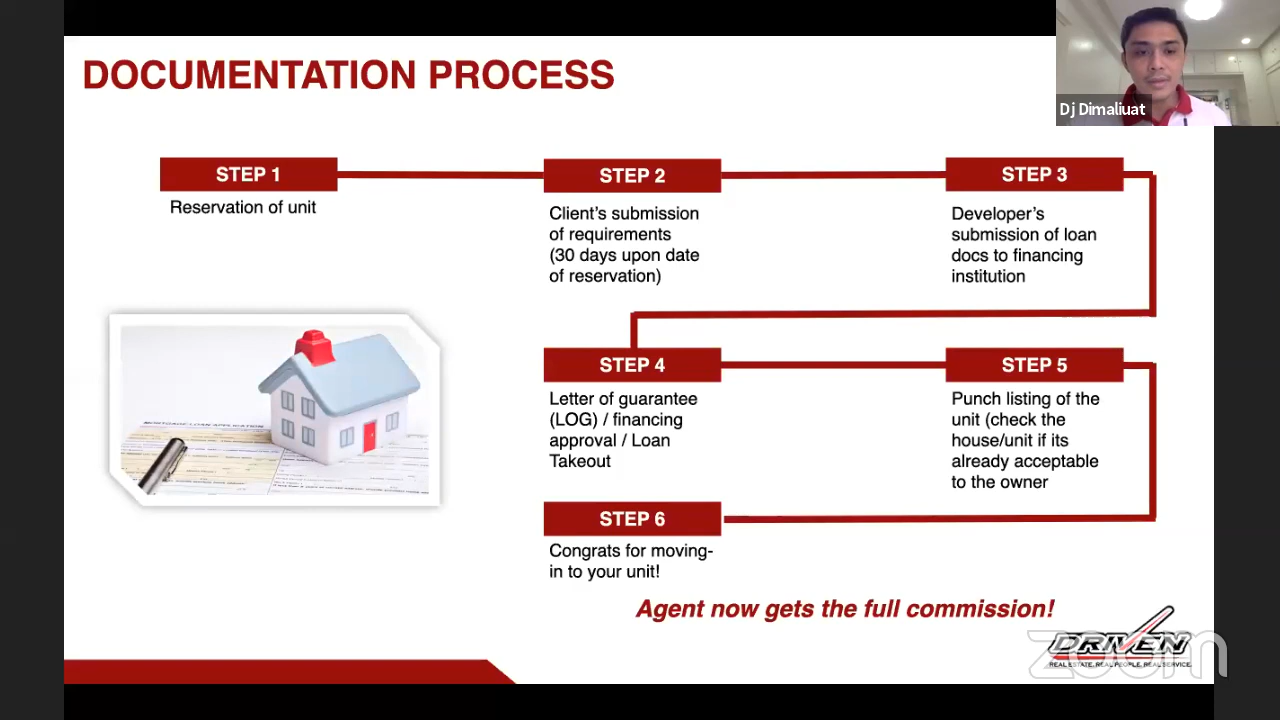 DOCUMENTATION PROCESS
Dj Dimaliuat
STEP 1
Reservation of unit
STEP 2
Client's submission
of requirements
(30 days upon date
of reservation)
STEP 3
Developer's
submission of loan
docs to financing
institution
MORTGAGE LOAN APPLICATION
STEP 4
Letter of guarantee
(LOG) / financing
approval / Loan
Takeout
STEP 5
Punch listing of the
unit (check the
house/unit if its
already acceptable
to the owner
STEP 6
Congrats for moving-
in to your unit!
Agent now gets the full commission!
DRIVEN
REAL ESTATE. REAL PEOPLE. REAL SERVICE.
zoom